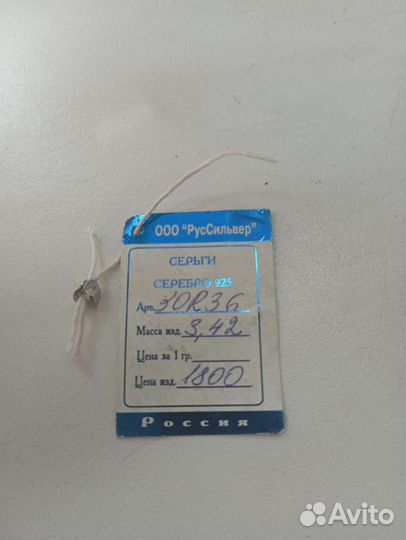 ООО "РусСильвер"
СЕРЬГИ
СЕРЕБРО 925
Арт. 30R36
Масса изд. 3,42
Цена за 1 гр.
Цена изд. 1800
Россия
Avito